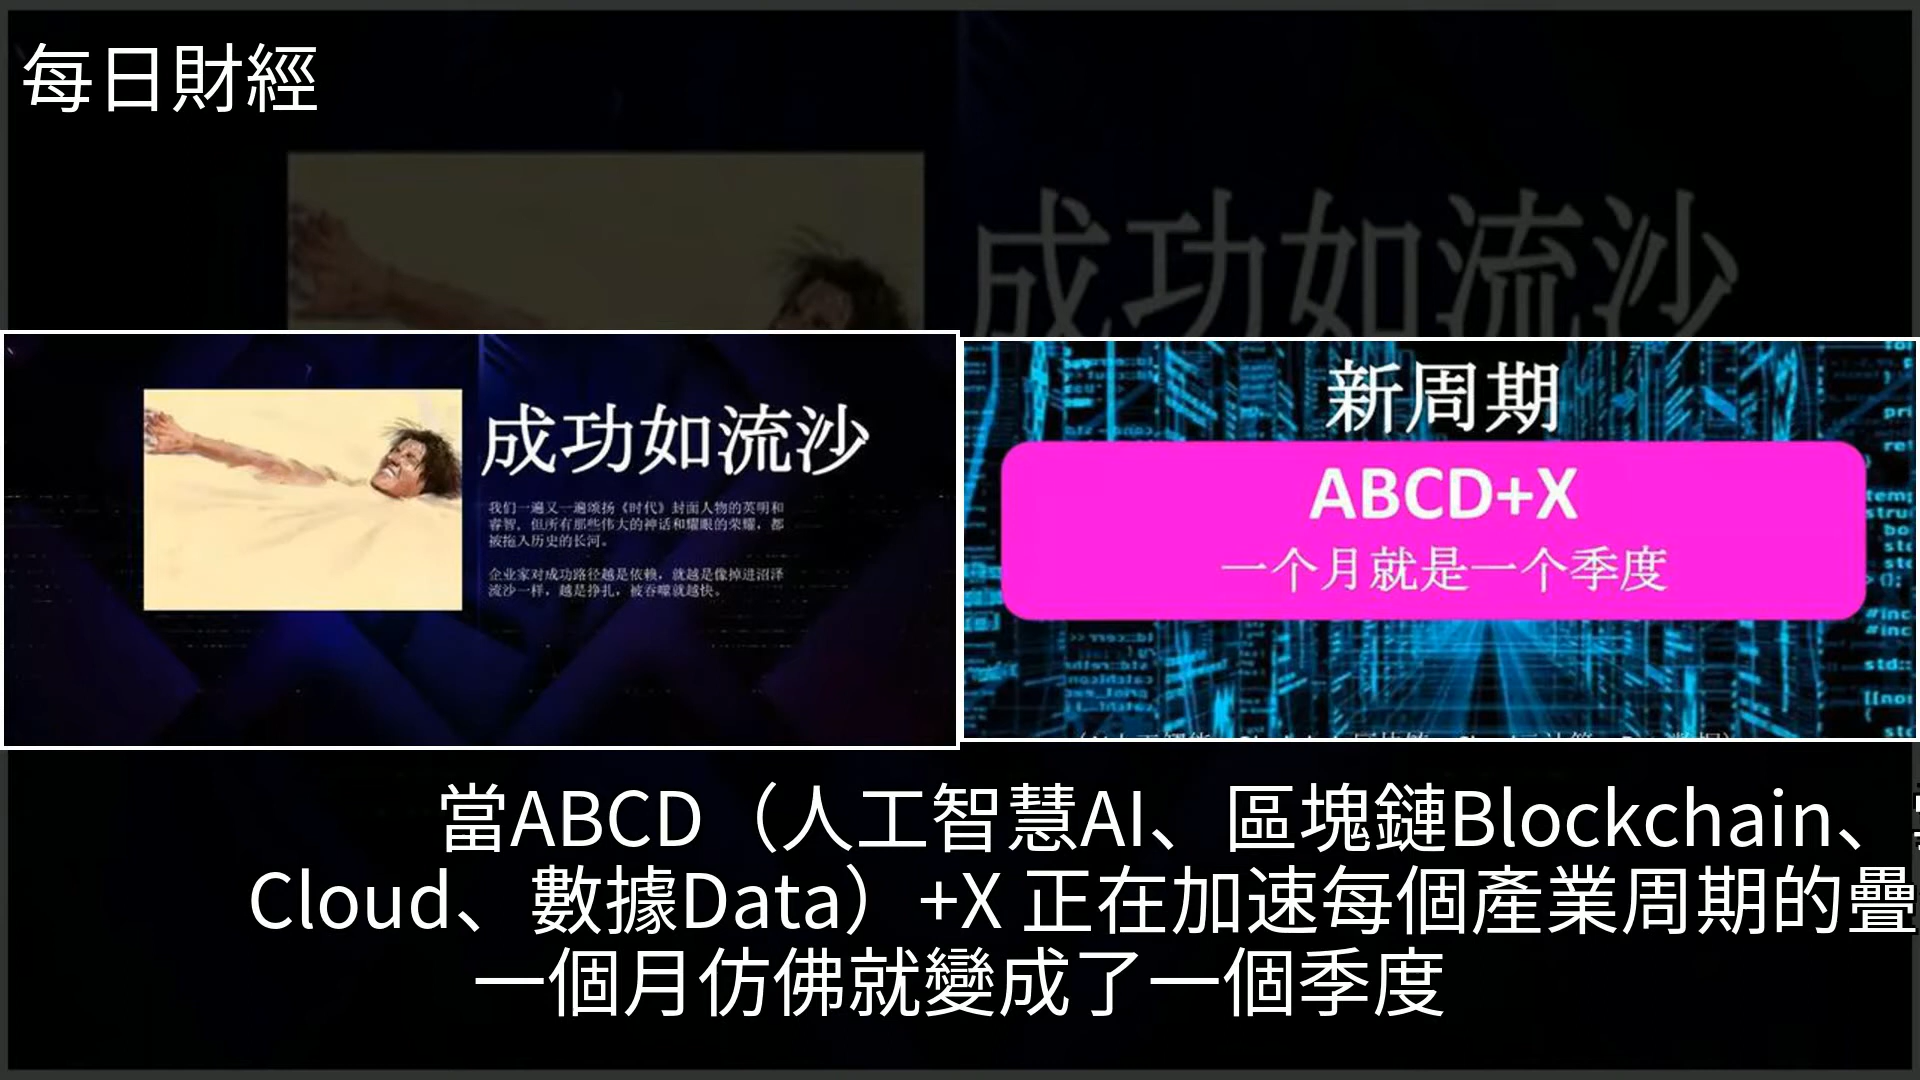 每日財經
成功如流沙
成功如流沙
我们一遍又一遍颂扬《时代》封面人物的英明和
睿智，但所有那些伟大的神话和耀眼的荣耀，都
被拖入历史的长河。
企业家对成功路径越是依赖，就越是像掉进沼泽
流沙一样，越是挣扎，被吞噬就越快。
新周期
ABCD+X
一个月就是一个季度
當ABCD（人工智慧AI、區塊鏈Blockchain、
Cloud、數據Data）+X 正在加速每個產業周期的疊
一個月仿佛就變成了一個季度